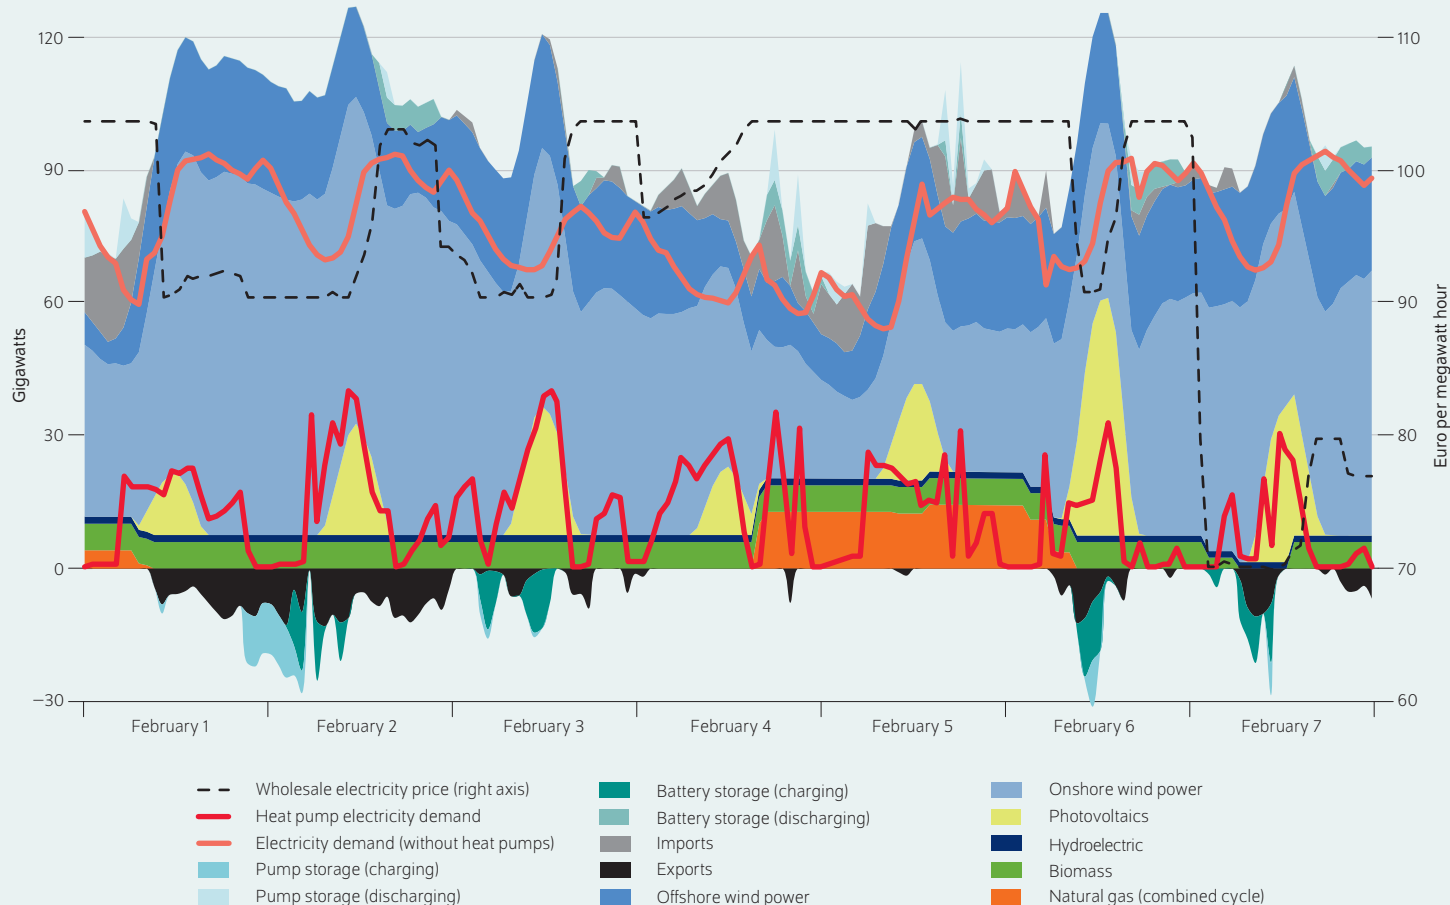 120
110
90
100
60
90
30
80
0
70
−30
60
Gigawatts
Euro per megawatt hour
February 1
February 2
February 3
February 4
February 5
February 6
February 7
Wholesale electricity price (right axis)
Heat pump electricity demand
Electricity demand (without heat pumps)
Pump storage (charging)
Pump storage (discharging)
Battery storage (charging)
Battery storage (discharging)
Imports
Exports
Offshore wind power
Onshore wind power
Photovoltaics
Hydroelectric
Biomass
Natural gas (combined cycle)